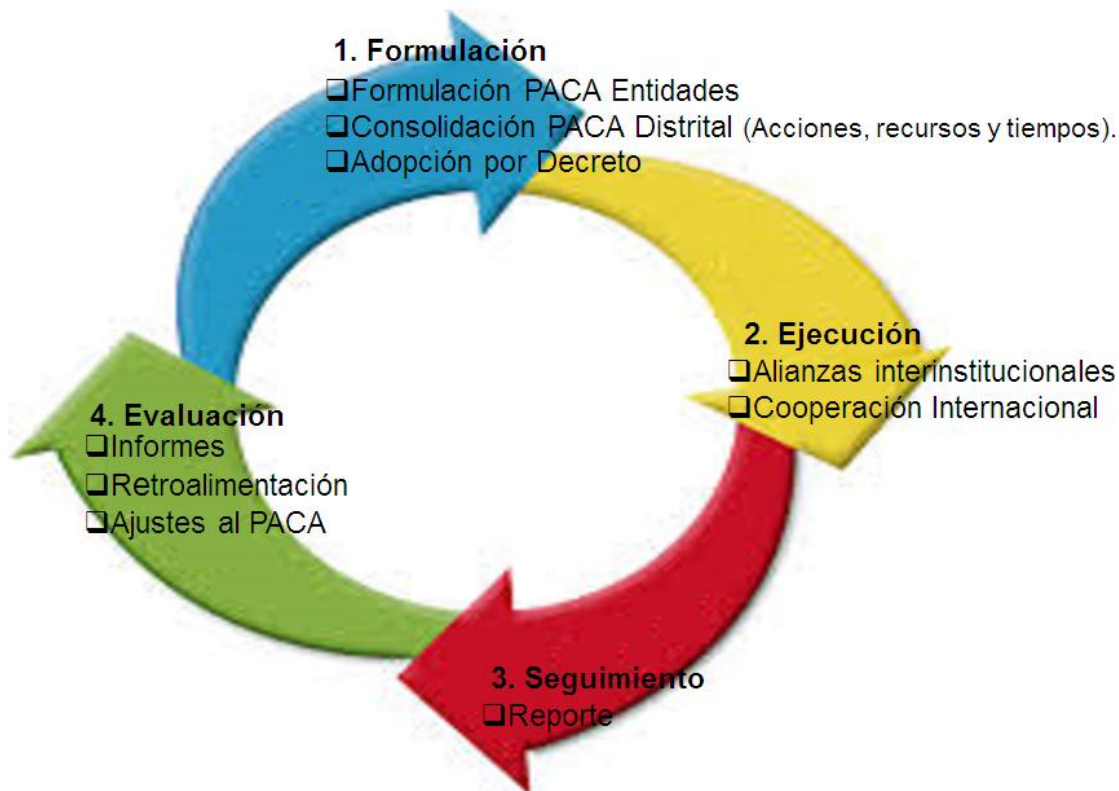 1. Formulación
❑Formulación PACA Entidades
❑Consolidación PACA Distrital (Acciones, recursos y tiempos).
❑Adopción por Decreto
2. Ejecución
❑Alianzas interinstitucionales
❑Cooperación Internacional
3. Seguimiento
❑Reporte
4. Evaluación
❑Informes
❑Retroalimentación
❑Ajustes al PACA